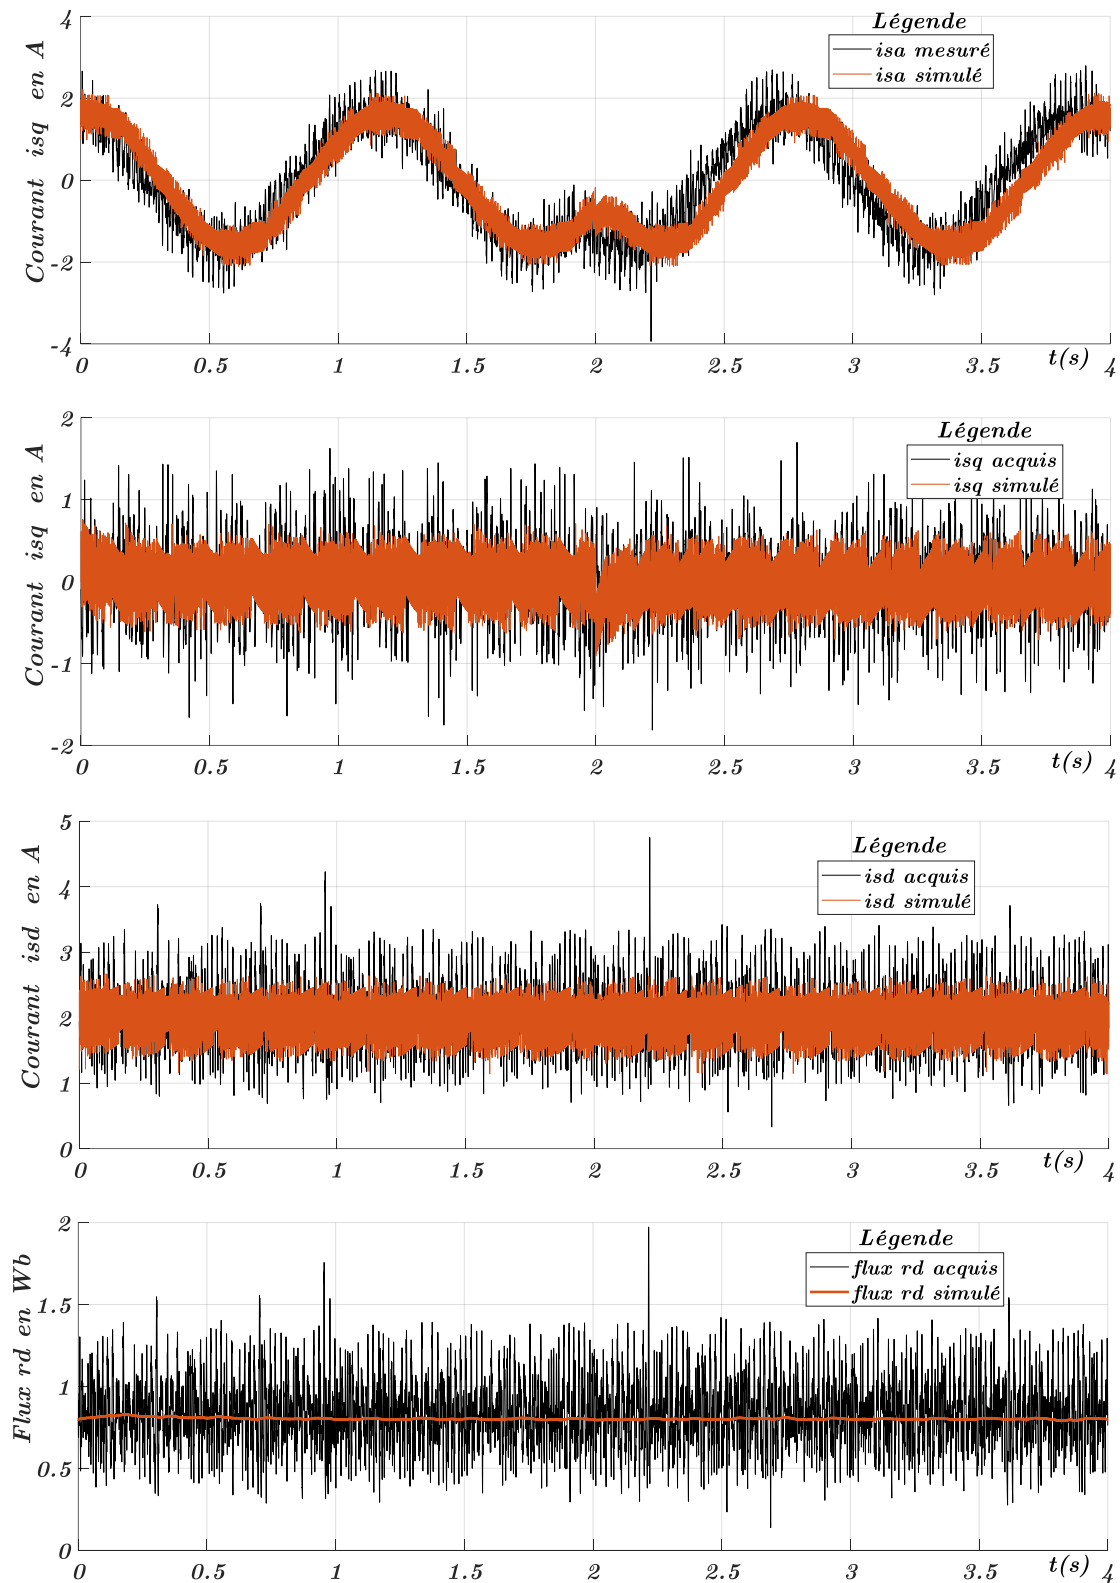 Légende
isa mesuré
isa simulé
Courant isq en A
4
2
0
-2
-4
0 0.5 1 1.5 2 2.5 3 3.5 4
t(s)
Légende
isq acquis
isq simulé
Courant isq en A
2
1
0
-1
-2
0 0.5 1 1.5 2 2.5 3 3.5 4
t(s)
Légende
isd acquis
isd simulé
Courant isd en A
5
4
3
2
1
0
0 0.5 1 1.5 2 2.5 3 3.5 4
t(s)
Légende
flux rd acquis
flux rd simulé
Flux rd en Wb
2
1.5
1
0.5
0
0 0.5 1 1.5 2 2.5 3 3.5 4
t(s)